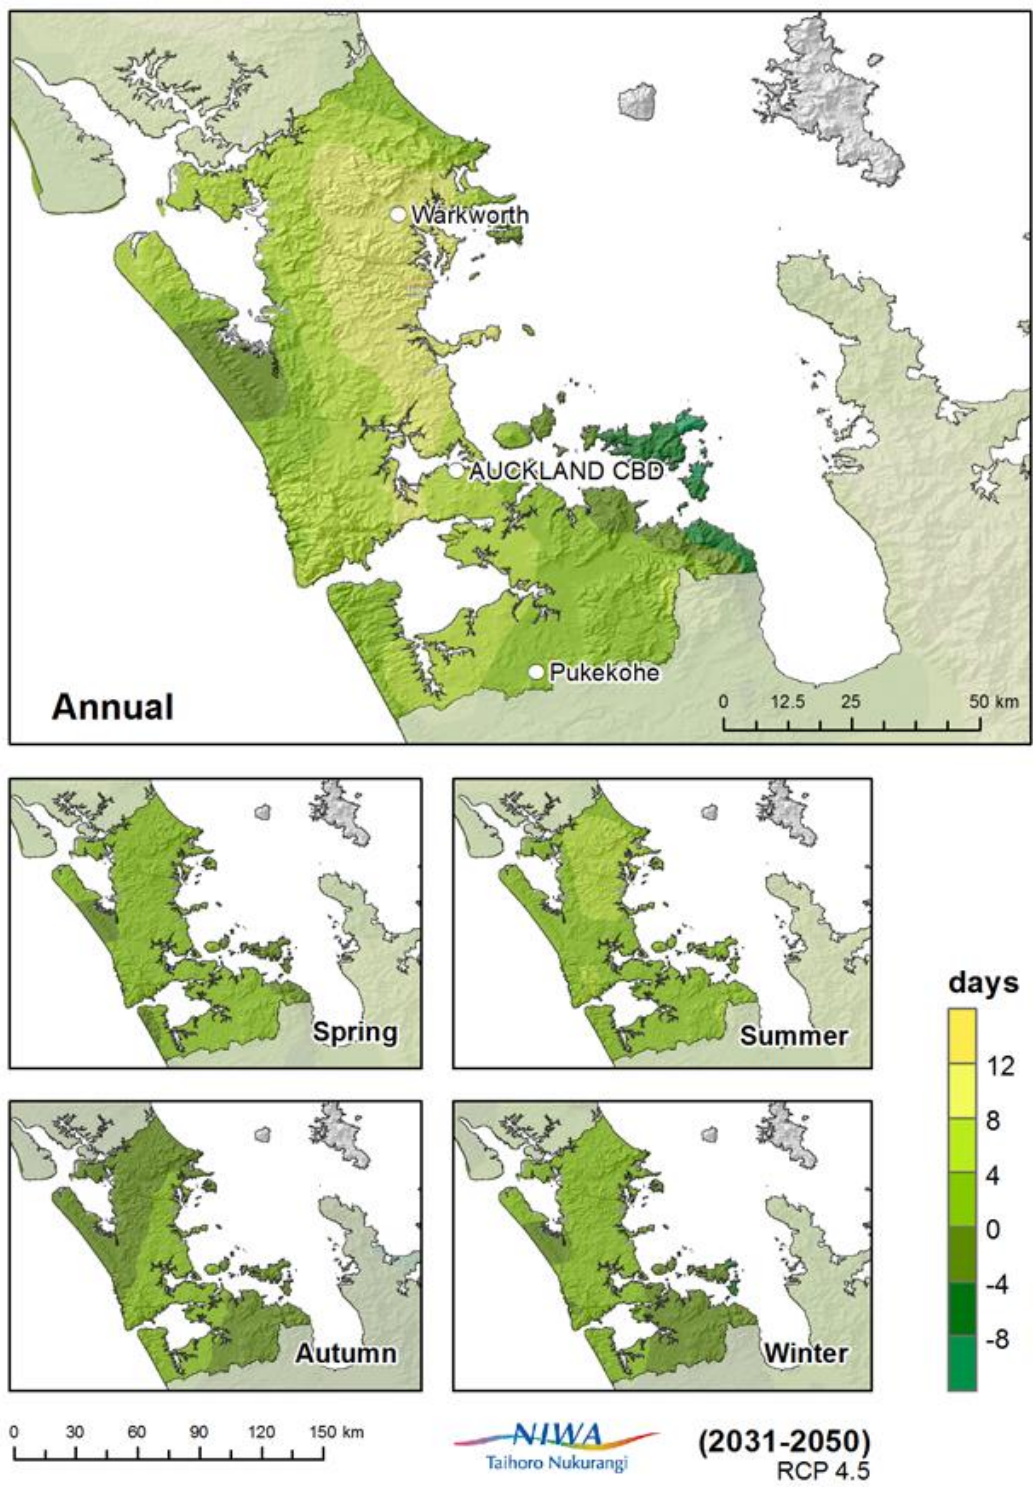 Warkworth
AUCKLAND CBD
Pukekohe
Annual
0 12.5 25 50 km
Spring
Summer
days
12
8
4
0
-4
-8
Autumn
Winter
0 30 60 90 120 150 km
NIWA
Taihoro Nukurangi
(2031-2050)
RCP 4.5